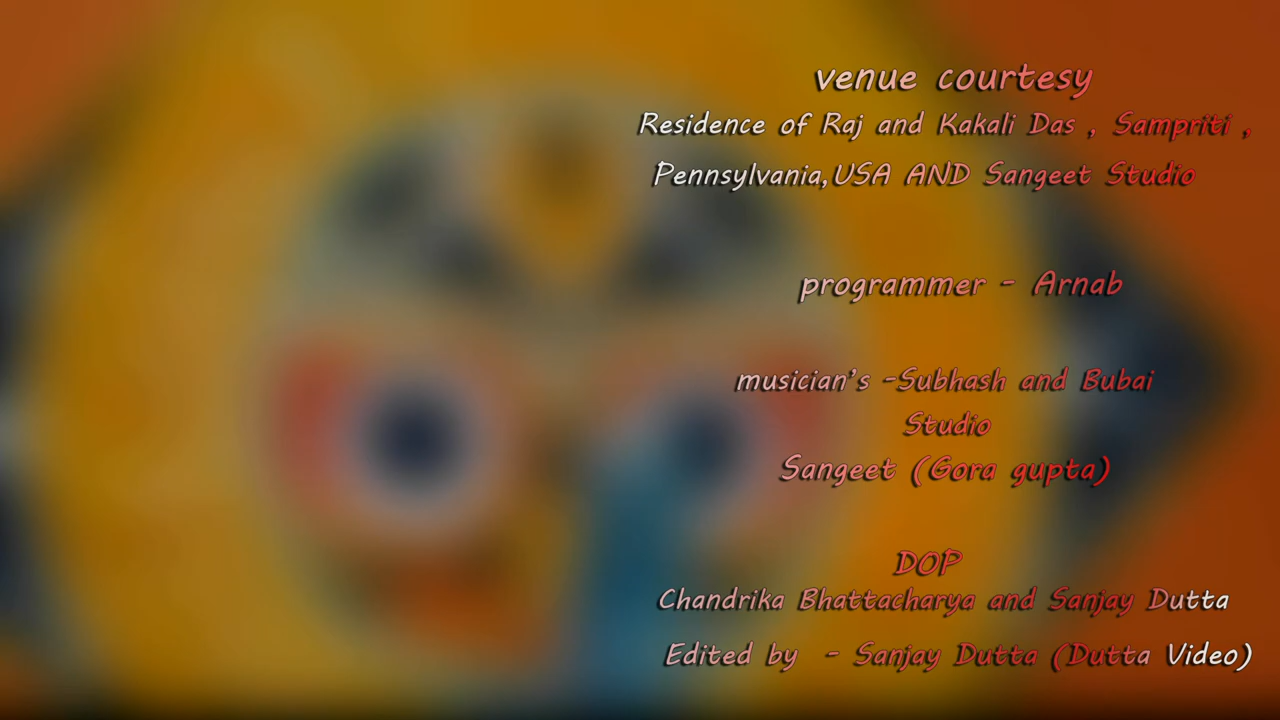 venue courtesy
Residence of Raj and Kakali Das , Sampriti ,
Pennsylvania,USA AND Sangeet Studio
programmer - Arnab
musician's -Subhash and Bubai
Studio
Sangeet (Gora gupta)
DOP
Chandrika Bhattacharya and Sanjay Dutta
Edited by - Sanjay Dutta (Dutta Video)